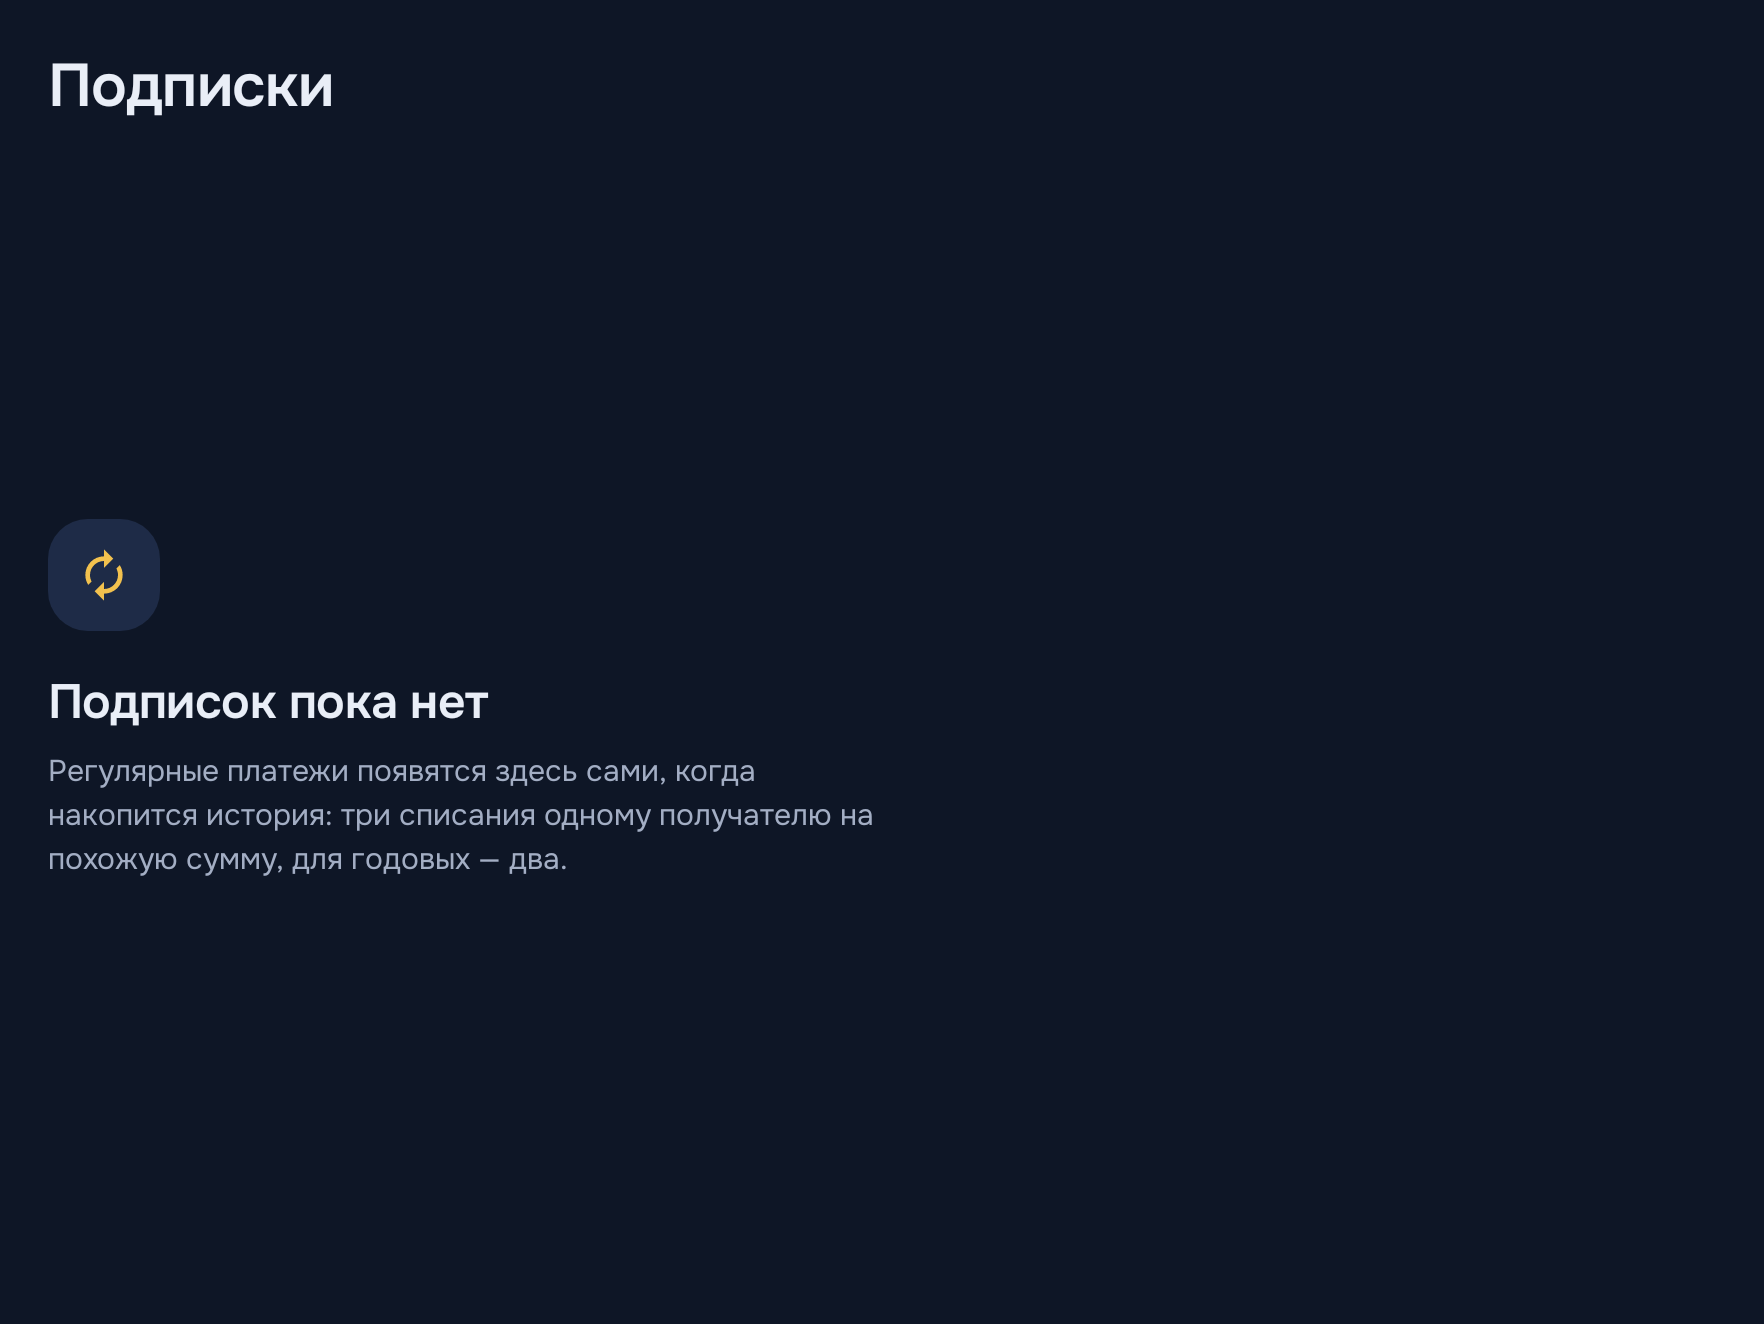 Подписки
Подписок пока нет
Регулярные платежи появятся здесь сами, когда
накопится история: три списания одному получателю на
похожую сумму, для годовых — два.